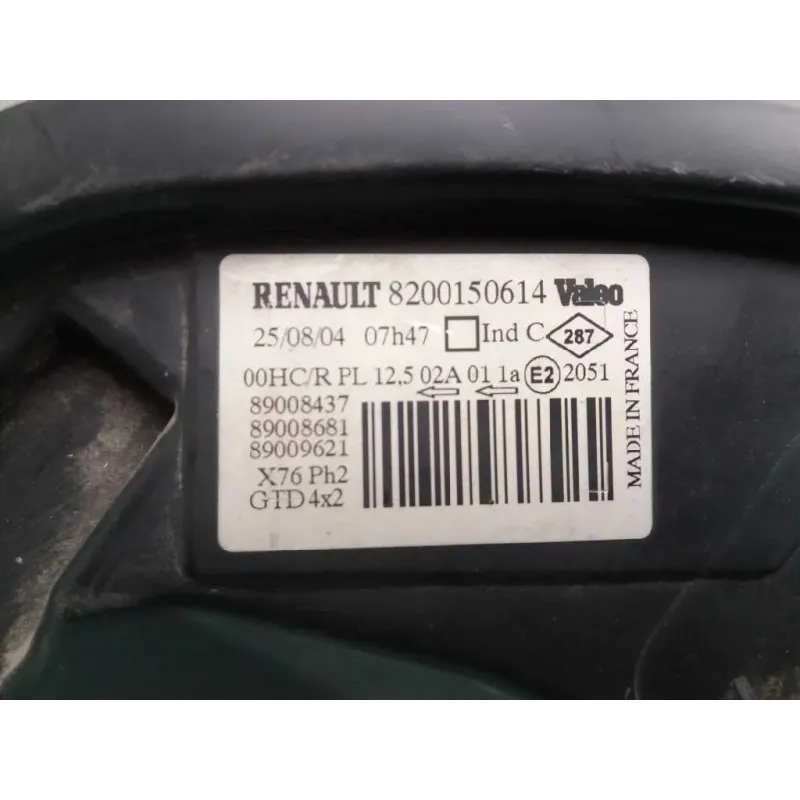 RENAULT 8200150614 Valeo
25/08/04 07h47 Ind C 287
00HC/R PL 12,5 02A 01 1a E2 2051
89008437
89008681
89009621
X76 Ph2
GTD 4x2
MADE IN FRANCE